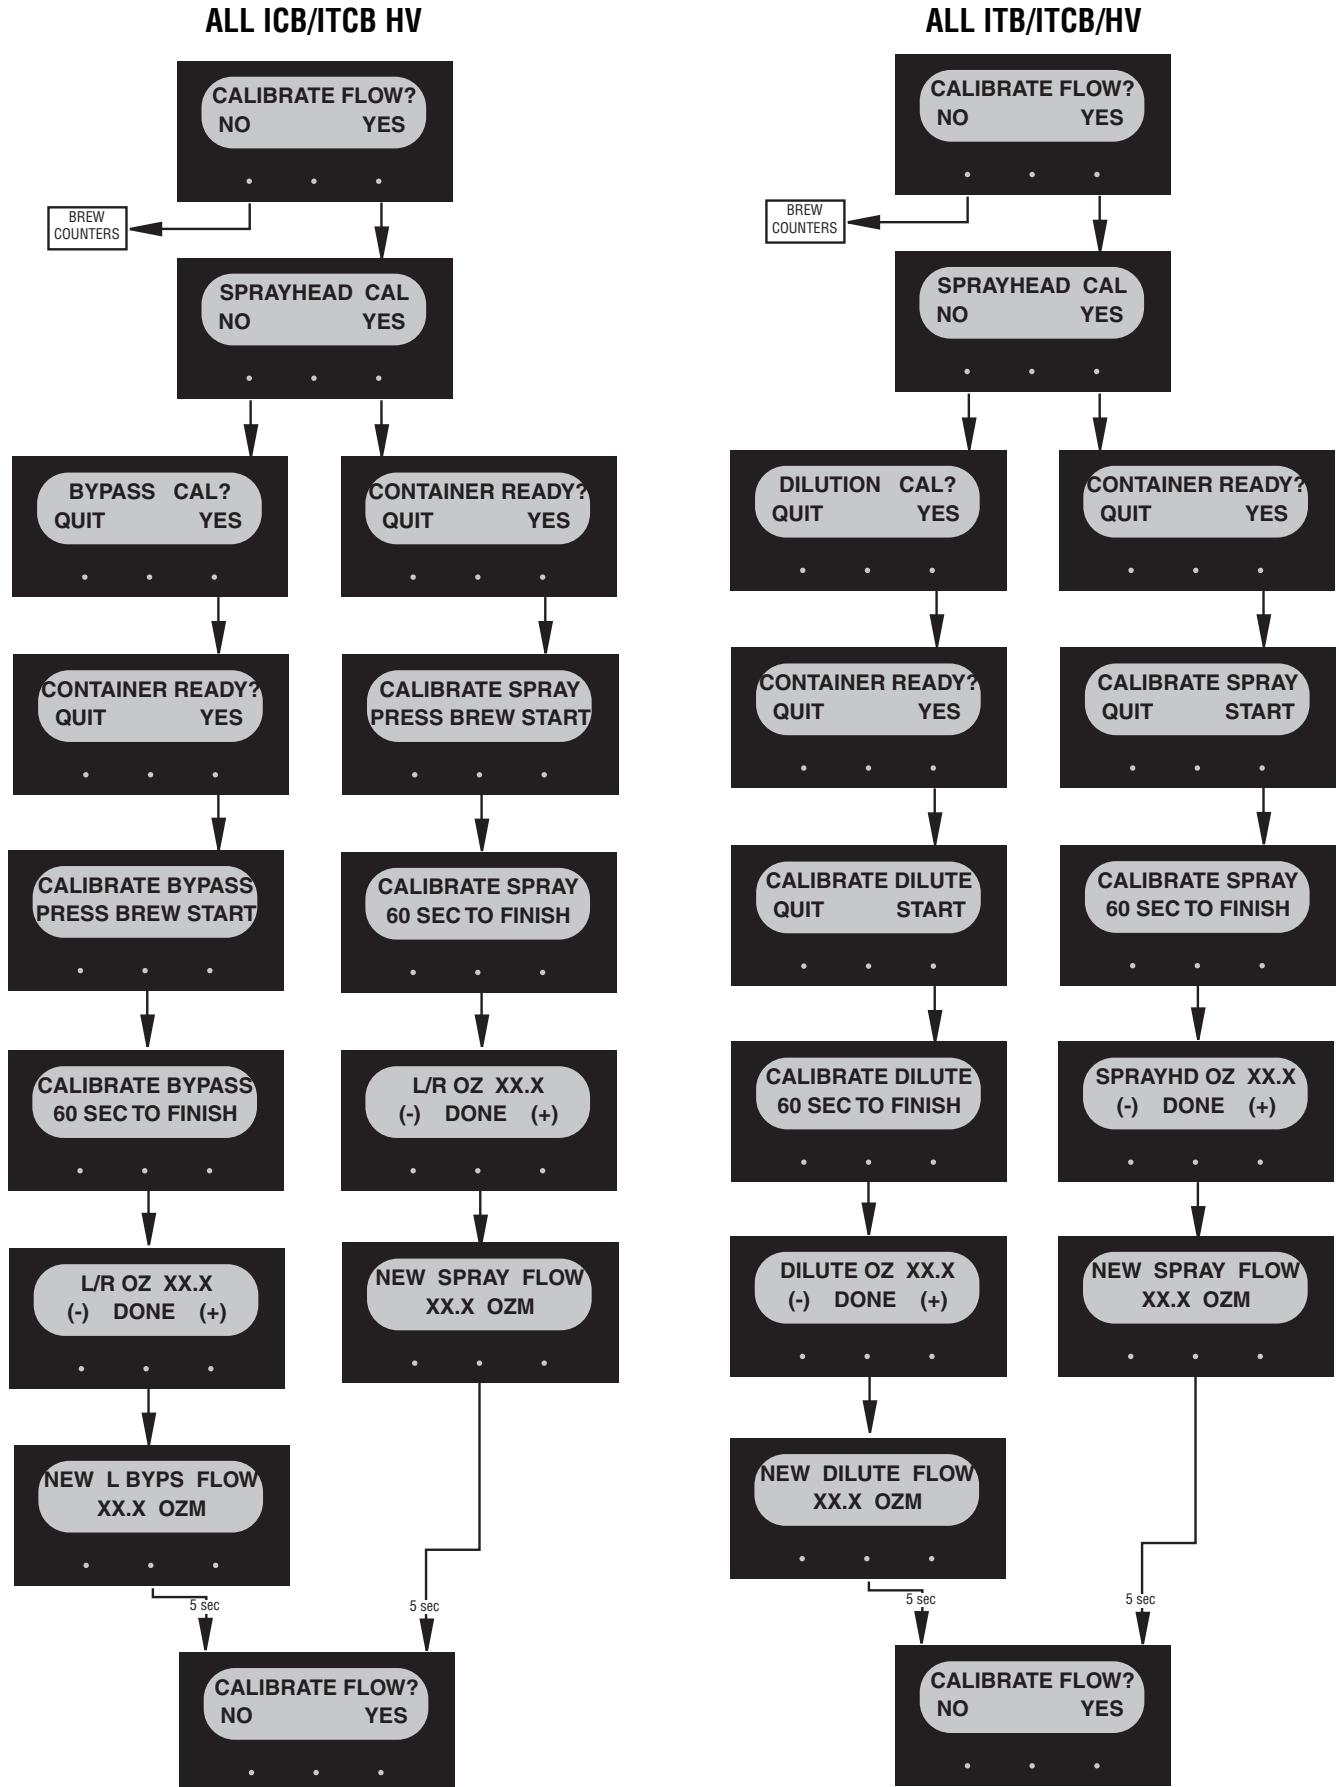 ALL ICB/ITCB HV
CALIBRATE FLOW?
NO YES
BREW
COUNTERS
SPRAYHEAD CAL
NO YES
BYPASS CAL?
QUIT YES
CONTAINER READY?
QUIT YES
CONTAINER READY?
QUIT YES
CALIBRATE SPRAY
PRESS BREW START
CALIBRATE BYPASS
PRESS BREW START
CALIBRATE SPRAY
60 SEC TO FINISH
CALIBRATE BYPASS
60 SEC TO FINISH
L/R OZ XX.X
(-) DONE (+)
L/R OZ XX.X
(-) DONE (+)
NEW SPRAY FLOW
XX.X OZM
NEW L BYPS FLOW
XX.X OZM
5 sec
5 sec
CALIBRATE FLOW?
NO YES
ALL ITB/ITCB/HV
CALIBRATE FLOW?
NO YES
BREW
COUNTERS
SPRAYHEAD CAL
NO YES
DILUTION CAL?
QUIT YES
CONTAINER READY?
QUIT YES
CONTAINER READY?
QUIT YES
CALIBRATE SPRAY
QUIT START
CALIBRATE DILUTE
QUIT START
CALIBRATE SPRAY
60 SEC TO FINISH
CALIBRATE DILUTE
60 SEC TO FINISH
SPRAYHD OZ XX.X
(-) DONE (+)
DILUTE OZ XX.X
(-) DONE (+)
NEW SPRAY FLOW
XX.X OZM
NEW DILUTE FLOW
XX.X OZM
5 sec
5 sec
CALIBRATE FLOW?
NO YES